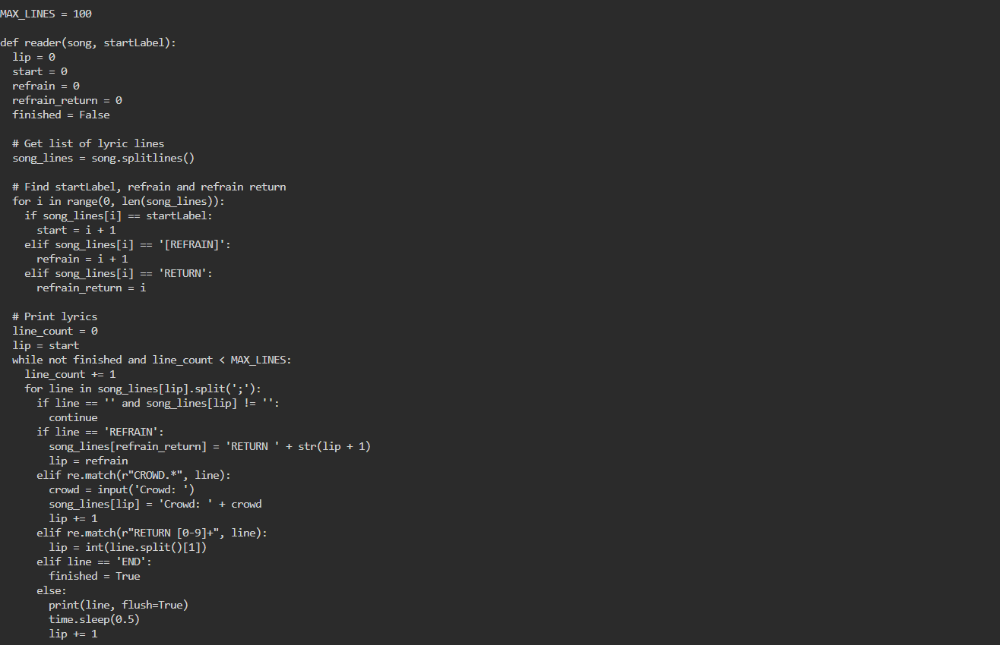 MAX_LINES = 100

def reader(song, startLabel):
  lip = 0
  start = 0
  refrain = 0
  refrain_return = 0
  finished = False

  # Get list of lyric lines
  song_lines = song.splitlines()

  # Find startLabel, refrain and refrain return
  for i in range(0, len(song_lines)):
    if song_lines[i] == startLabel:
      start = i + 1
    elif song_lines[i] == '[REFRAIN]':
      refrain = i + 1
    elif song_lines[i] == 'RETURN':
      refrain_return = i

  # Print lyrics
  line_count = 0
  lip = start
  while not finished and line_count < MAX_LINES:
    line_count += 1
    for line in song_lines[lip].split(';'):
      if line == '' and song_lines[lip] != '':
        continue
      if line == 'REFRAIN':
        song_lines[refrain_return] = 'RETURN ' + str(lip + 1)
        lip = refrain
      elif re.match(r"CROWD.*", line):
        crowd = input('Crowd: ')
        song_lines[lip] = 'Crowd: ' + crowd
        lip += 1
      elif re.match(r"RETURN [0-9]+", line):
        lip = int(line.split()[1])
      elif line == 'END':
        finished = True
      else:
        print(line, flush=True)
        time.sleep(0.5)
        lip += 1